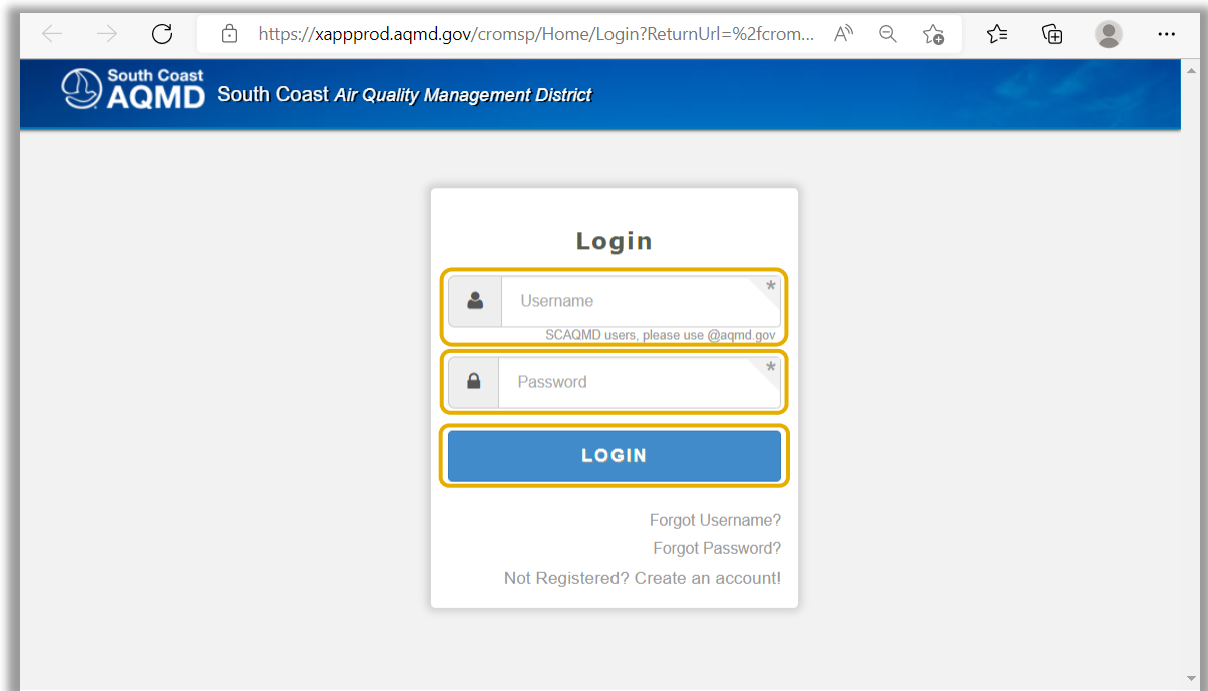 https://xappprod.aqmd.gov/cromsp/Home/Login?ReturnUrl=%2fcrom...
South Coast
AQMD
South Coast Air Quality Management District
Login
Username
*
SCAQMD users, please use @aqmd.gov
Password
*
LOGIN
Forgot Username?
Forgot Password?
Not Registered? Create an account!